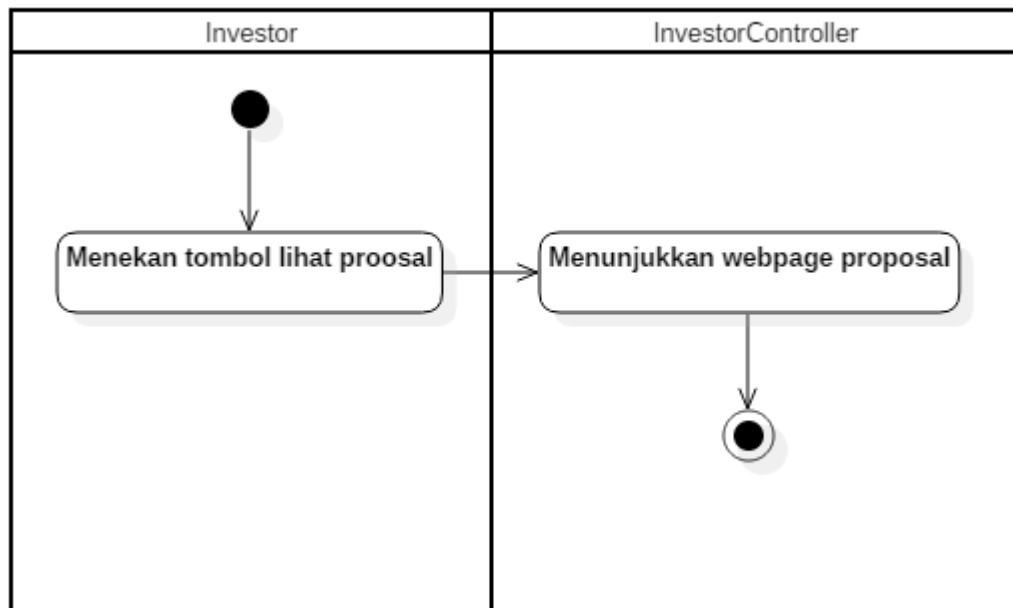 Investor
InvestorController
Menekan tombol lihat proosal
Menunjukkan webpage proposal